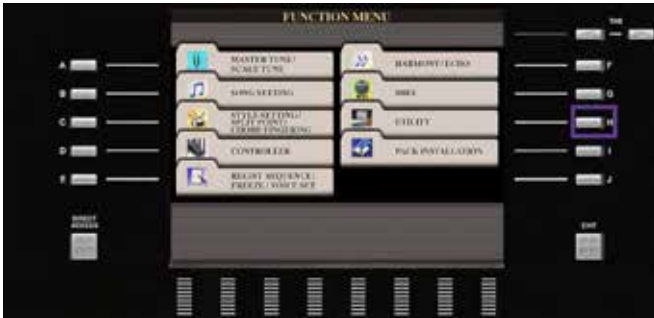 FUNCTION MENU
MASTER TUNE/
SCALE TUNE
HARMONY/ECHO
SONG SETTING
MIDI
STYLE SETTING/
SPLIT POINT/
CHORD FINGERING
UTILITY
CONTROLLER
PACK INSTALLATION
REGIST SEQUENCE/
FREEZE/VOICE SET
A
B
C
D
E
F
G
H
I
J
DIRECT
ACCESS
EXIT